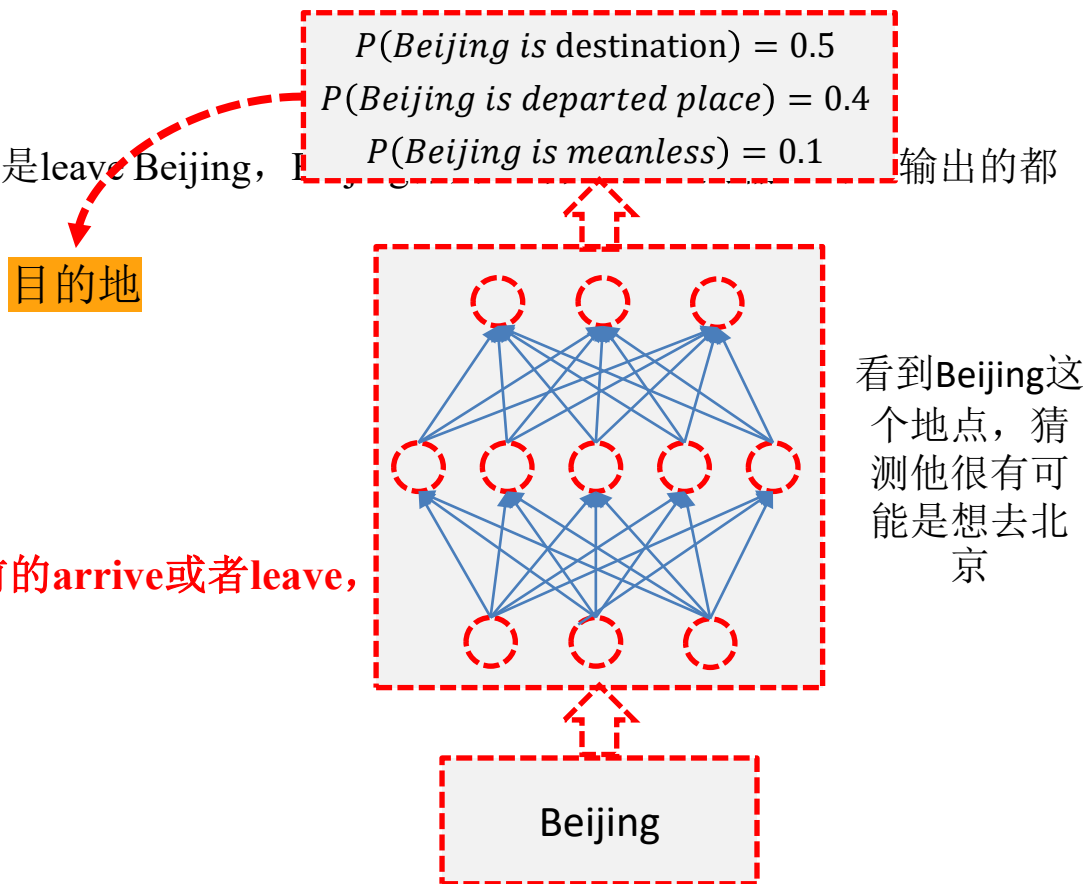 P(Beijing is destination) = 0.5
P(Beijing is departed place) = 0.4
P(Beijing is meanless) = 0.1
是leave Beijing， 输出的都
目的地
看到Beijing这
个地点，猜
测他很有可
能是想去北
京
的arrive或者leave，
Beijing